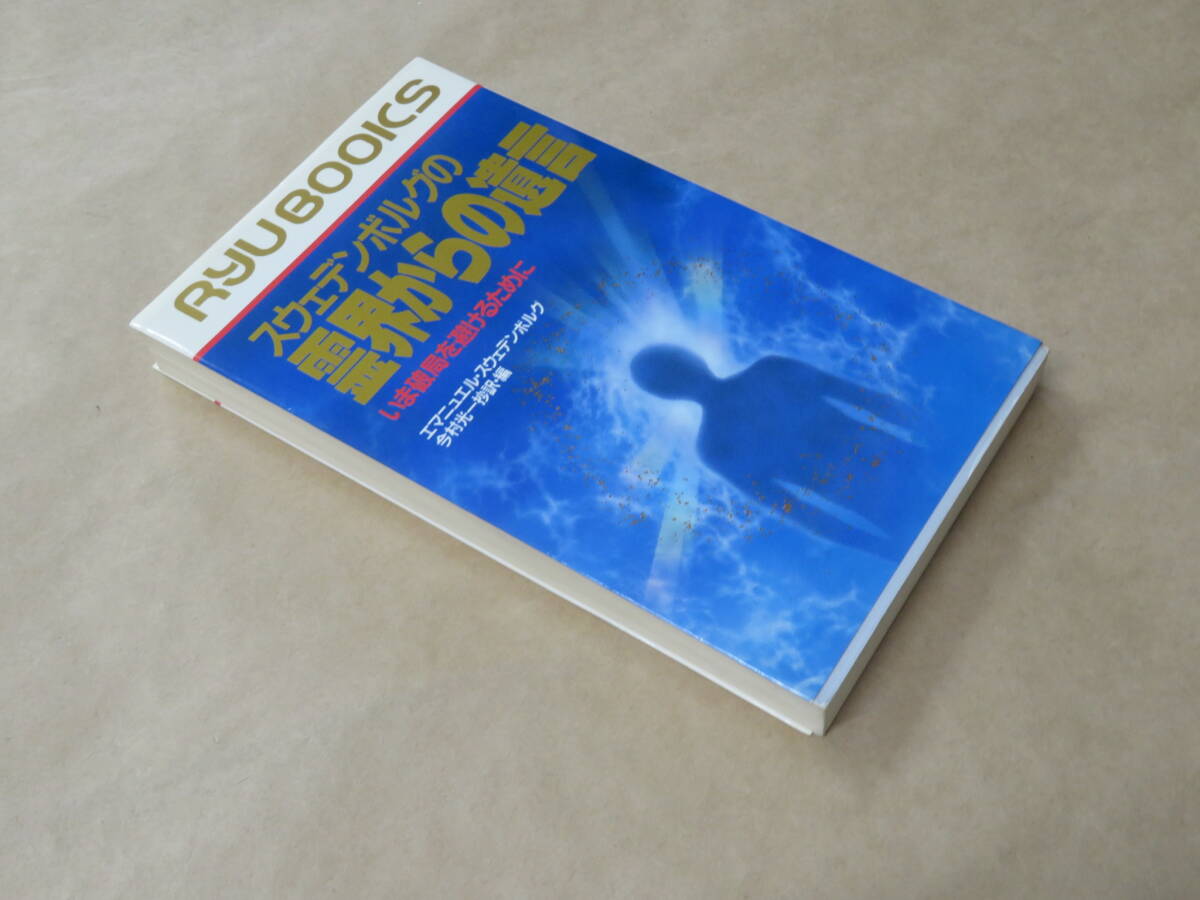 RYU BOOKS
スウェデンボルグの
霊界からの遺言
いま破局を避けるために
エマニュエル・スウェデンボルグ
今村光一抄訳・編